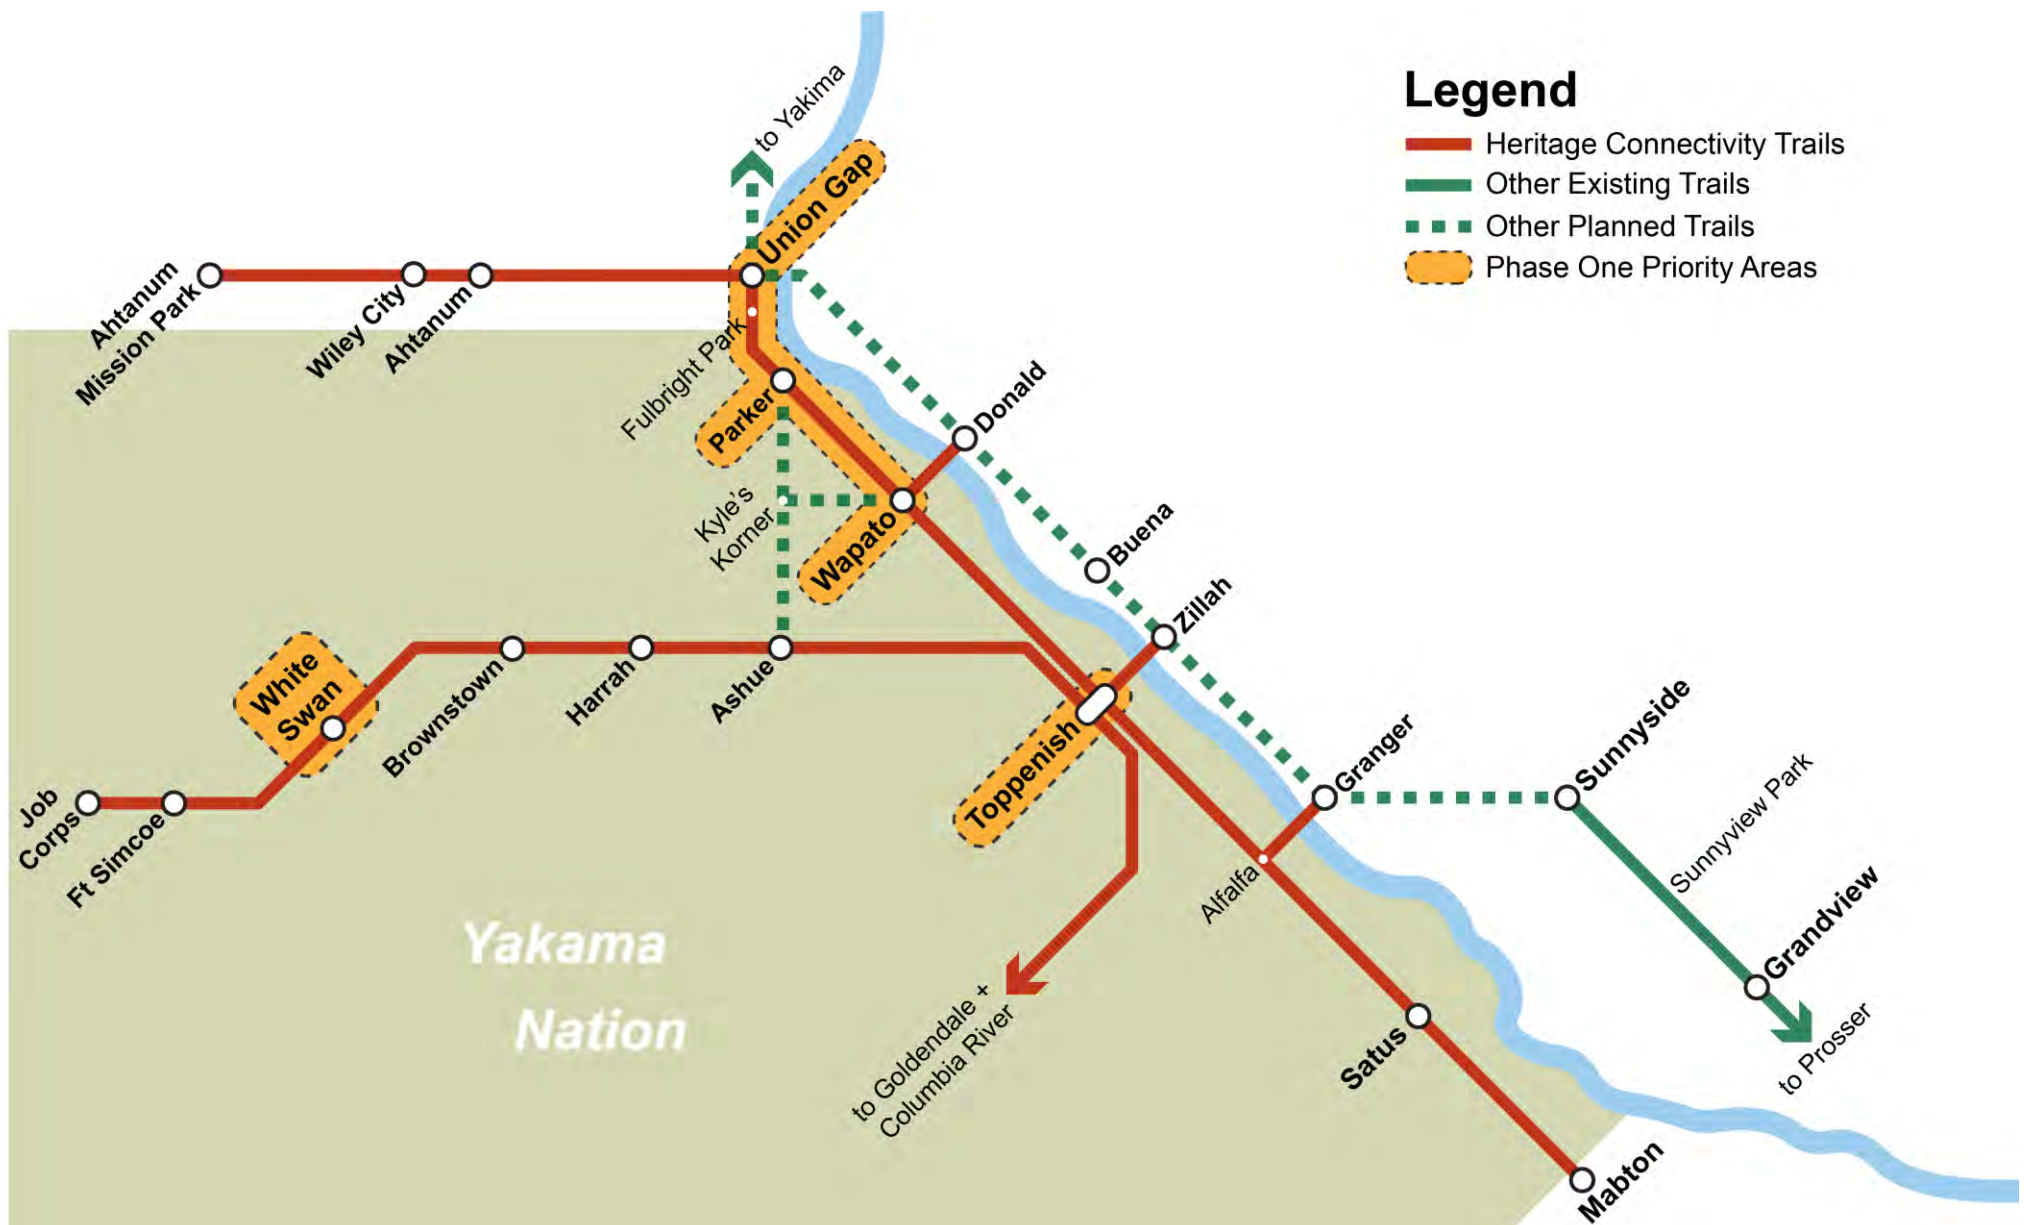 Legend
Heritage Connectivity Trails
Other Existing Trails
Other Planned Trails
Phase One Priority Areas
to Yakima
Union Gap
Ahtanum
Mission Park
Wiley City
Ahtanum
Fulbright Park
Parker
Donald
Kyle's
Korner
Wapato
Buena
Zillah
White
Swan
Brownstown
Harrah
Ashue
Toppenish
Granger
Sunnyside
Sunnyview Park
Job
Corps
Ft Simcoe
Alfalfa
Grandview
to Prosser
Yakama
Nation
to Goldendale +
Columbia River
Satus
Mabton